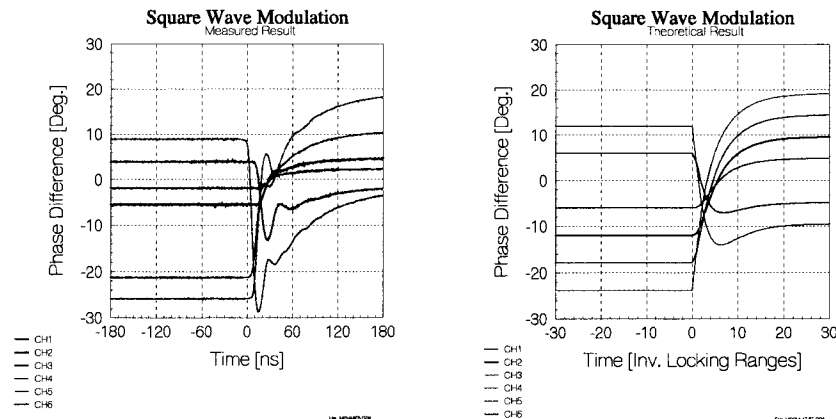 Square Wave Modulation
Measured Result
Phase Difference [Deg.]
30
20
10
0
-10
-20
-30
-180 -120 -60 0 60 120 180
Time [ns]
CH1
CH2
CH3
CH4
CH5
CH6
Square Wave Modulation
Theoretical Result
Phase Difference [Deg.]
30
20
10
0
-10
-20
-30
-30 -20 -10 0 10 20 30
Time [Inv. Locking Ranges]
CH1
CH2
CH3
CH4
CH5
CH6